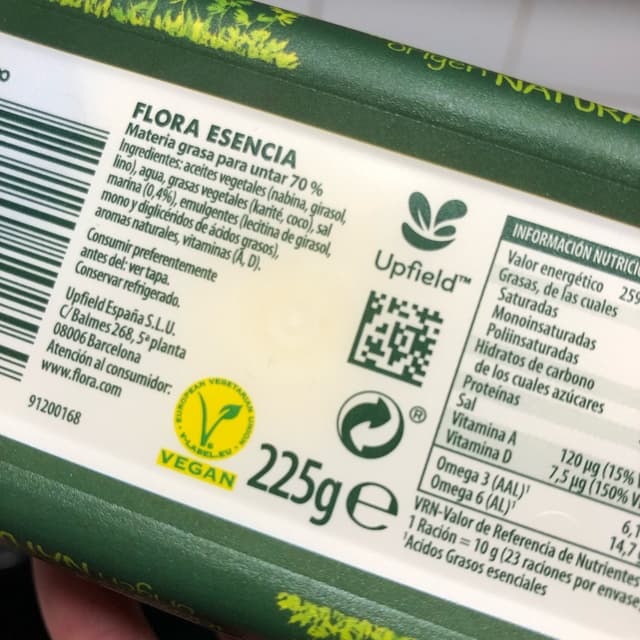 origen NATURA
FLORA ESENCIA
Materia grasa para untar 70 %
Ingredientes: aceites vegetales (nabina, girasol,
lino), agua, grasas vegetales (karité, coco), sal
marina (0,4%), emulgentes (lecitina de girasol,
mono y diglicéridos de ácidos grasos),
aromas naturales, vitaminas (A, D).
Consumir preferentemente
antes del: ver tapa.
Conservar refrigerado.
Upfield España S.L.U.
C/ Balmes 268, 5ª planta
08006 Barcelona
Atención al consumidor:
www.flora.com
91200168
EUROPEAN VEGETARIAN UNION
V-LABEL.EU
VEGAN
225g e
Upfield™
®
INFORMACIÓN NUTRIC
Valor energético
Grasas, de las cuales
Saturadas
Monoinsaturadas
Poliinsaturadas
Hidratos de carbono
de los cuales azúcares
Proteínas
Sal
Vitamina A 120 µg (15%
Vitamina D 7,5 µg (150%
Omega 3 (AAL)¹
Omega 6 (AL)¹ 14,7
VRN-Valor de Referencia de Nutrientes
1 Ración = 10 g (23 raciones por envase
¹Ácidos Grasos esenciales